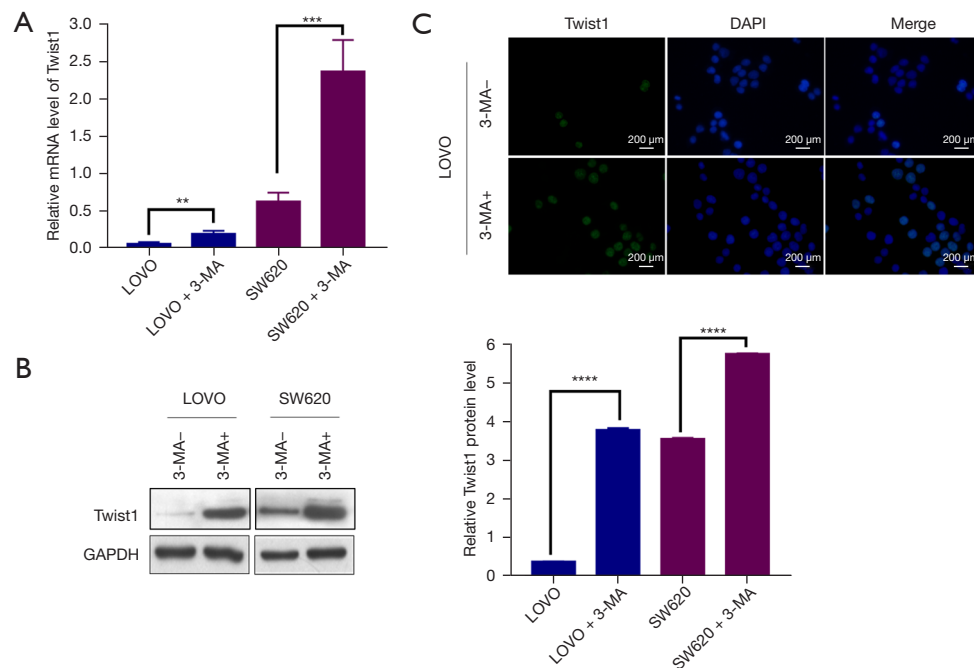 A
Relative mRNA level of Twist1
3.0
2.5
2.0
1.5
1.0
0.5
0.0
**
***
LOVO
LOVO + 3-MA
SW620
SW620 + 3-MA
B
LOVO
SW620
3-MA–
3-MA+
3-MA–
3-MA+
Twist1
GAPDH
Relative Twist1 protein level
6
5
4
3
2
1
0
****
****
LOVO
LOVO + 3-MA
SW620
SW620 + 3-MA
C
Twist1
DAPI
Merge
LOVO
3-MA–
200 µm
200 µm
200 µm
3-MA+
200 µm
200 µm
200 µm